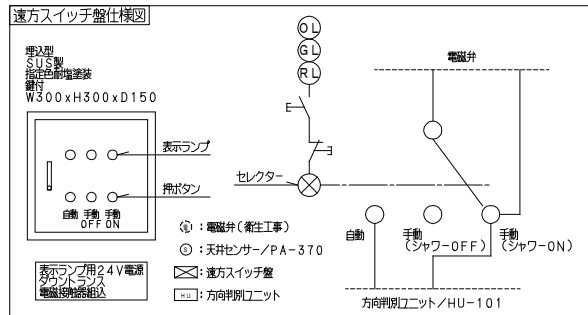 遠方スイッチ盤仕様図
埋込型
SUS製
指定色耐塩塗装
鍵付
W300xH300xD150
表示ランプ
押ボタン
自動 手動 手動
OFF ON
表示ランプ用24V電源
ダウントランス
電磁接触器組込
OL
GL
RL
セレクター
電磁弁
自動
手動
(シャワーOFF)
手動
(シャワーON)
方向判別ユニット/HU-101
:電磁弁(衛生工事)
S :天井センサー/PA-370
:遠方スイッチ盤
HU :方向判別ユニット